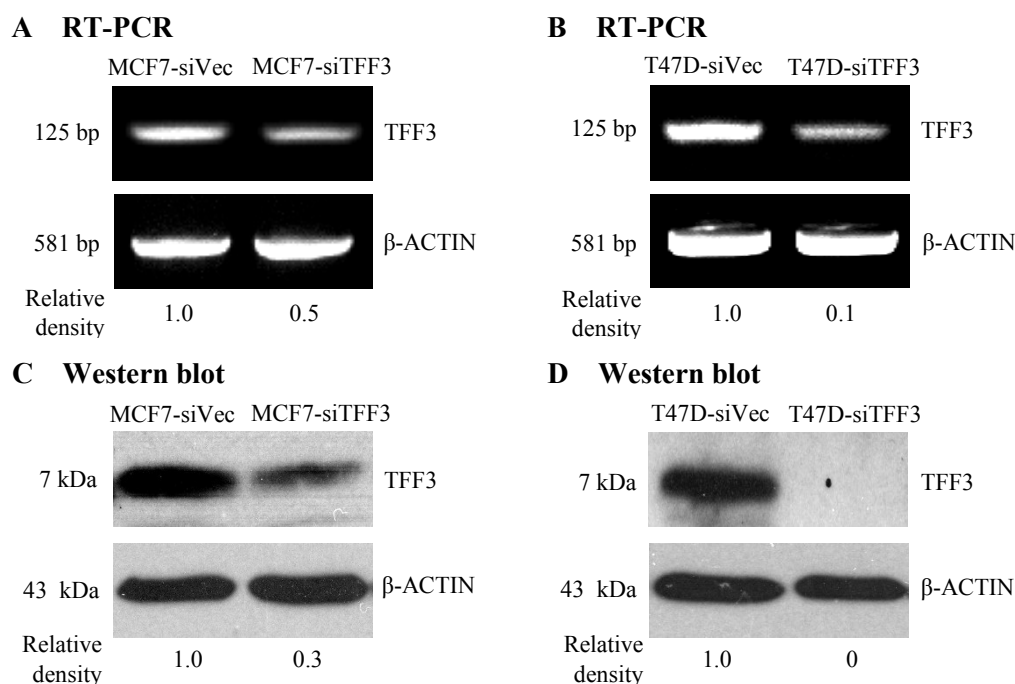 A RT-PCR
MCF7-siVec MCF7-siTFF3
125 bp TFF3
581 bp β-ACTIN
Relative density 1.0 0.5
B RT-PCR
T47D-siVec T47D-siTFF3
125 bp TFF3
581 bp β-ACTIN
Relative density 1.0 0.1
C Western blot
MCF7-siVec MCF7-siTFF3
7 kDa TFF3
43 kDa β-ACTIN
Relative density 1.0 0.3
D Western blot
T47D-siVec T47D-siTFF3
7 kDa TFF3
43 kDa β-ACTIN
Relative density 1.0 0